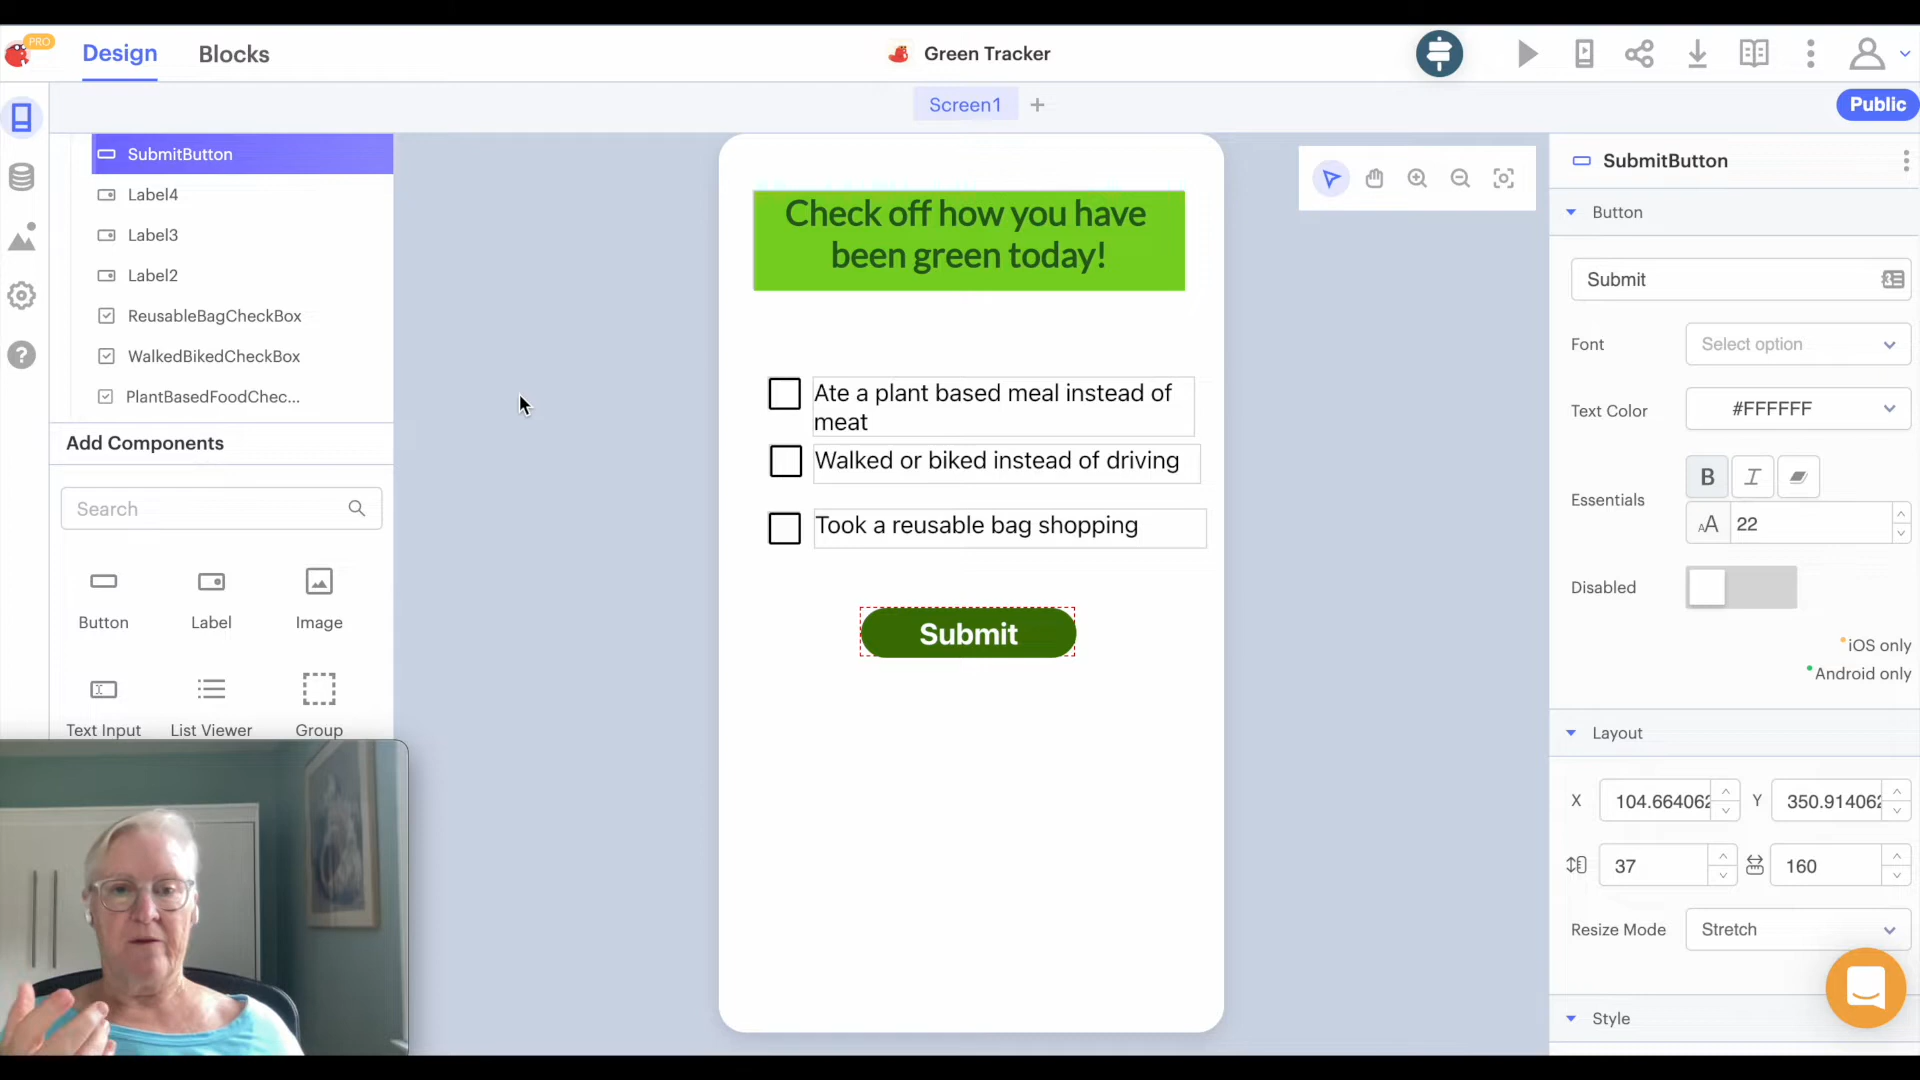 PRO
Design
Blocks
Green Tracker
Screen1
+
Public
SubmitButton
Label4
Label3
Label2
ReusableBagCheckBox
WalkedBikedCheckBox
PlantBasedFoodChec...
Add Components
Search
Button
Label
Image
Text Input
List Viewer
Group
Check off how you have
been green today!
Ate a plant based meal instead of
meat
Walked or biked instead of driving
Took a reusable bag shopping
Submit
SubmitButton
Button
Submit
Font
Select option
Text Color
#FFFFFF
Essentials
B I
AA 22
Disabled
iOS only
Android only
Layout
X 104.664062
Y 350.914062
37
160
Resize Mode
Stretch
Style